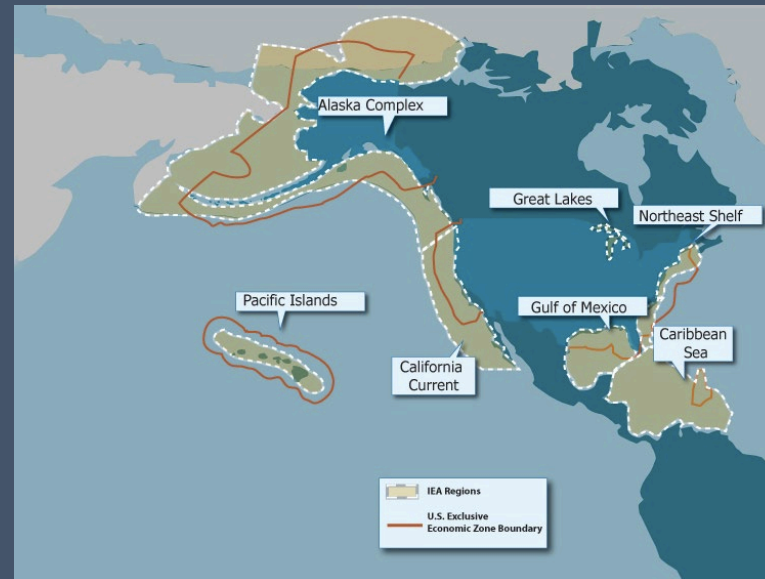 Alaska Complex
Great Lakes
Northeast Shelf
Pacific Islands
Gulf of Mexico
Caribbean
Sea
California
Current
IEA Regions
U.S. Exclusive
Economic Zone Boundary